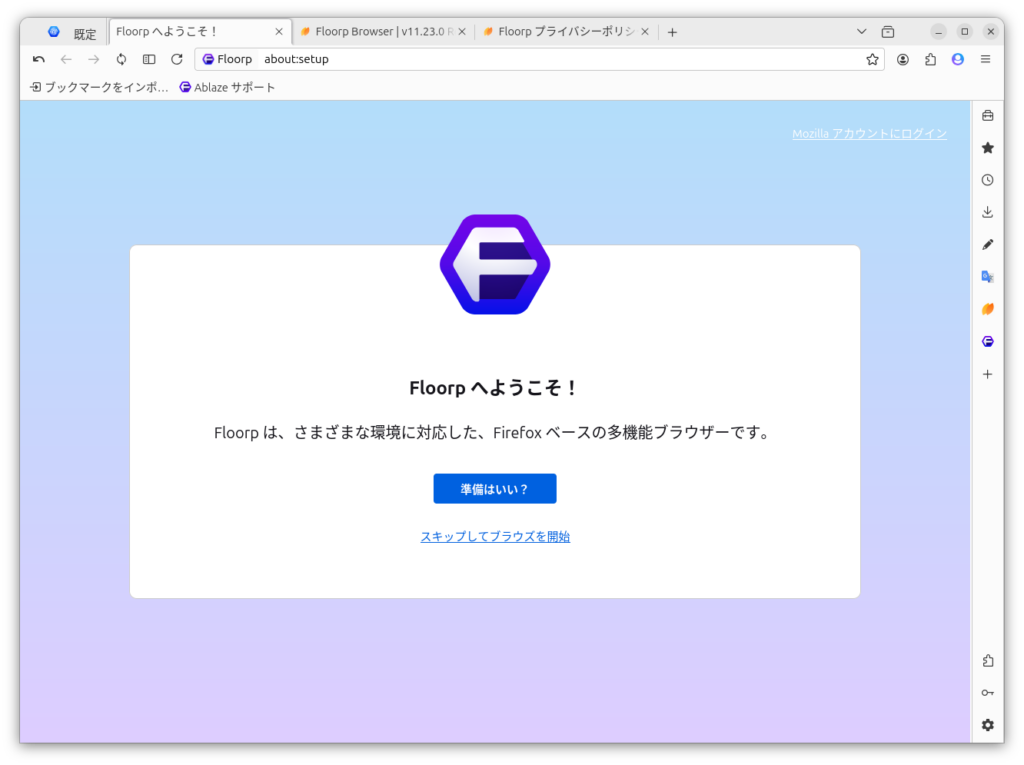 既定
Floorp へようこそ！
Floorp Browser | v11.23.0 R
Floorp プライバシーポリシ
Floorp
about:setup
ブックマークをインポ...
Ablaze サポート
Mozilla アカウントにログイン
Floorp へようこそ！
Floorp は、さまざまな環境に対応した、Firefox ベースの多機能ブラウザーです。
準備はいい？
スキップしてブラウズを開始